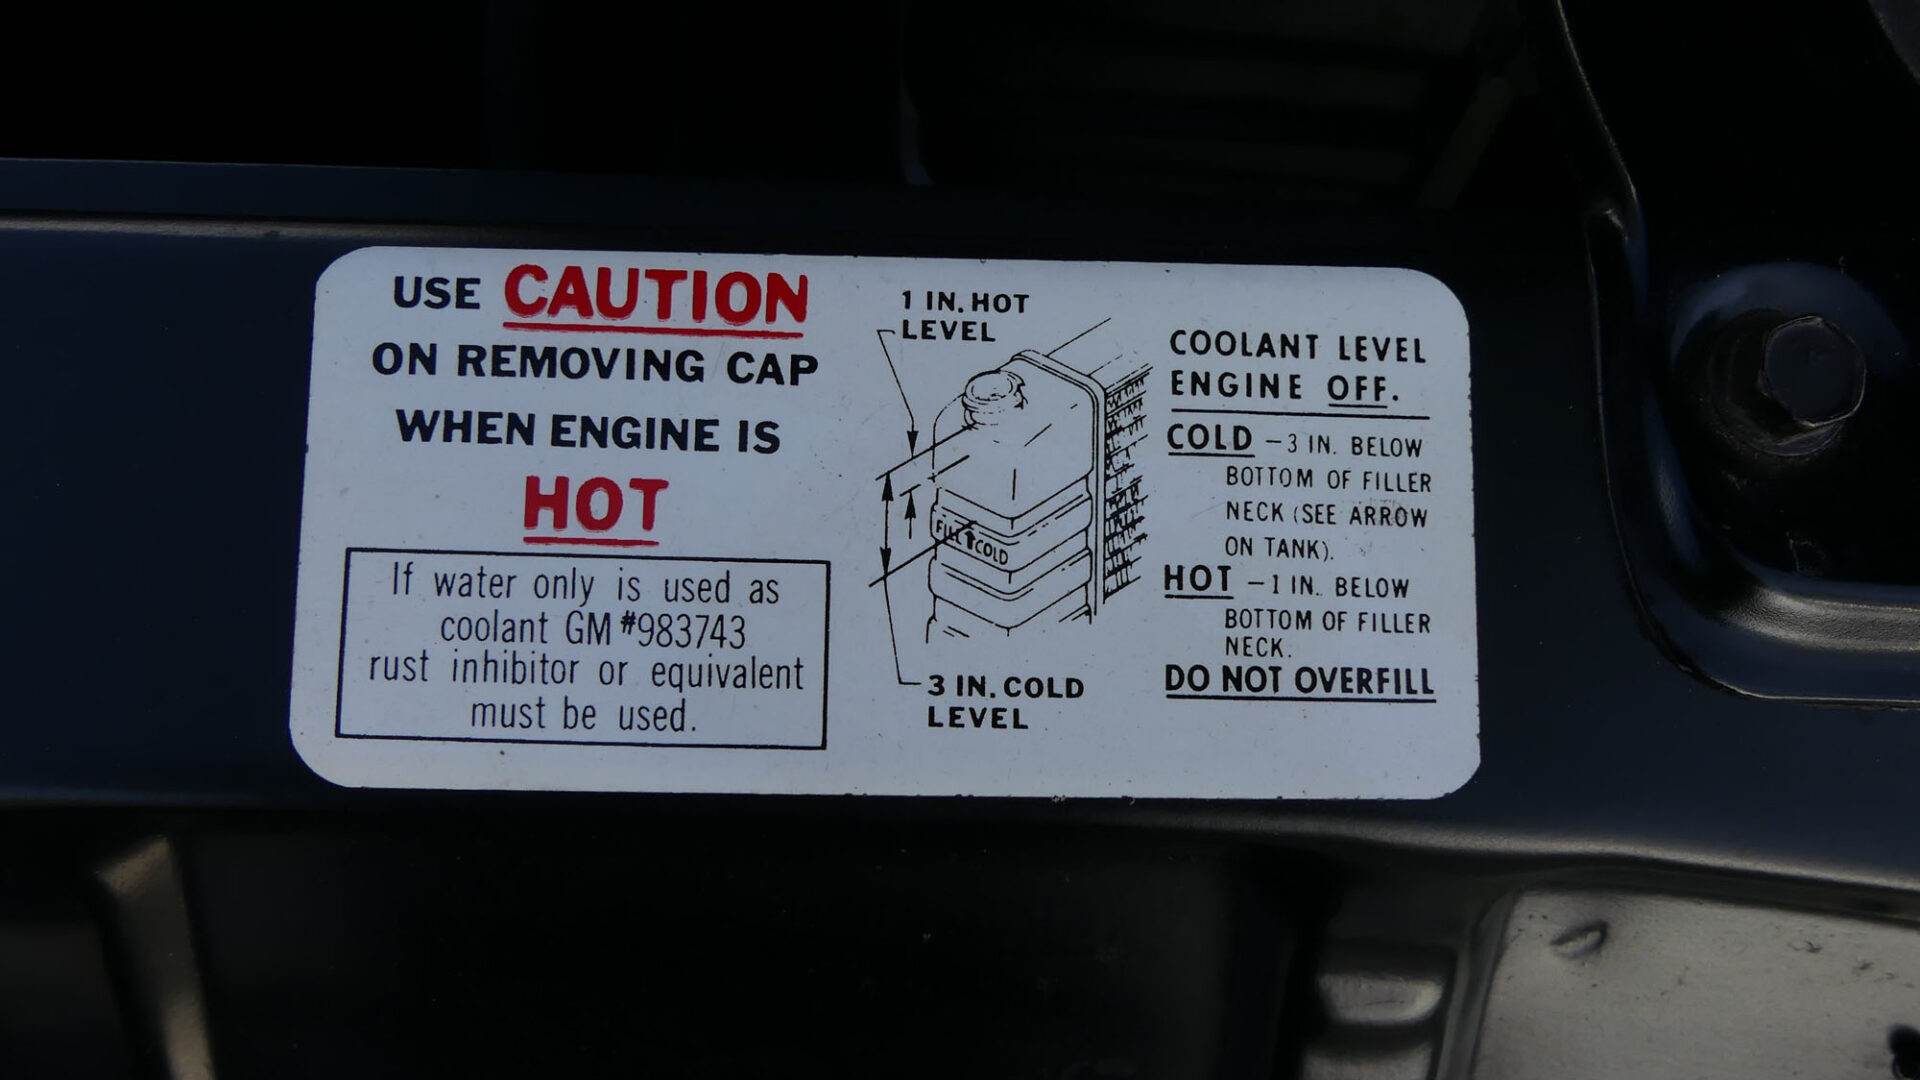 USE CAUTION
ON REMOVING CAP
WHEN ENGINE IS
HOT
If water only is used as
coolant GM #983743
rust inhibitor or equivalent
must be used.
1 IN. HOT
LEVEL
FILL COLD
3 IN. COLD
LEVEL
COOLANT LEVEL
ENGINE OFF.
COLD – 3 IN. BELOW
BOTTOM OF FILLER
NECK (SEE ARROW
ON TANK).
HOT – 1 IN. BELOW
BOTTOM OF FILLER
NECK.
DO NOT OVERFILL